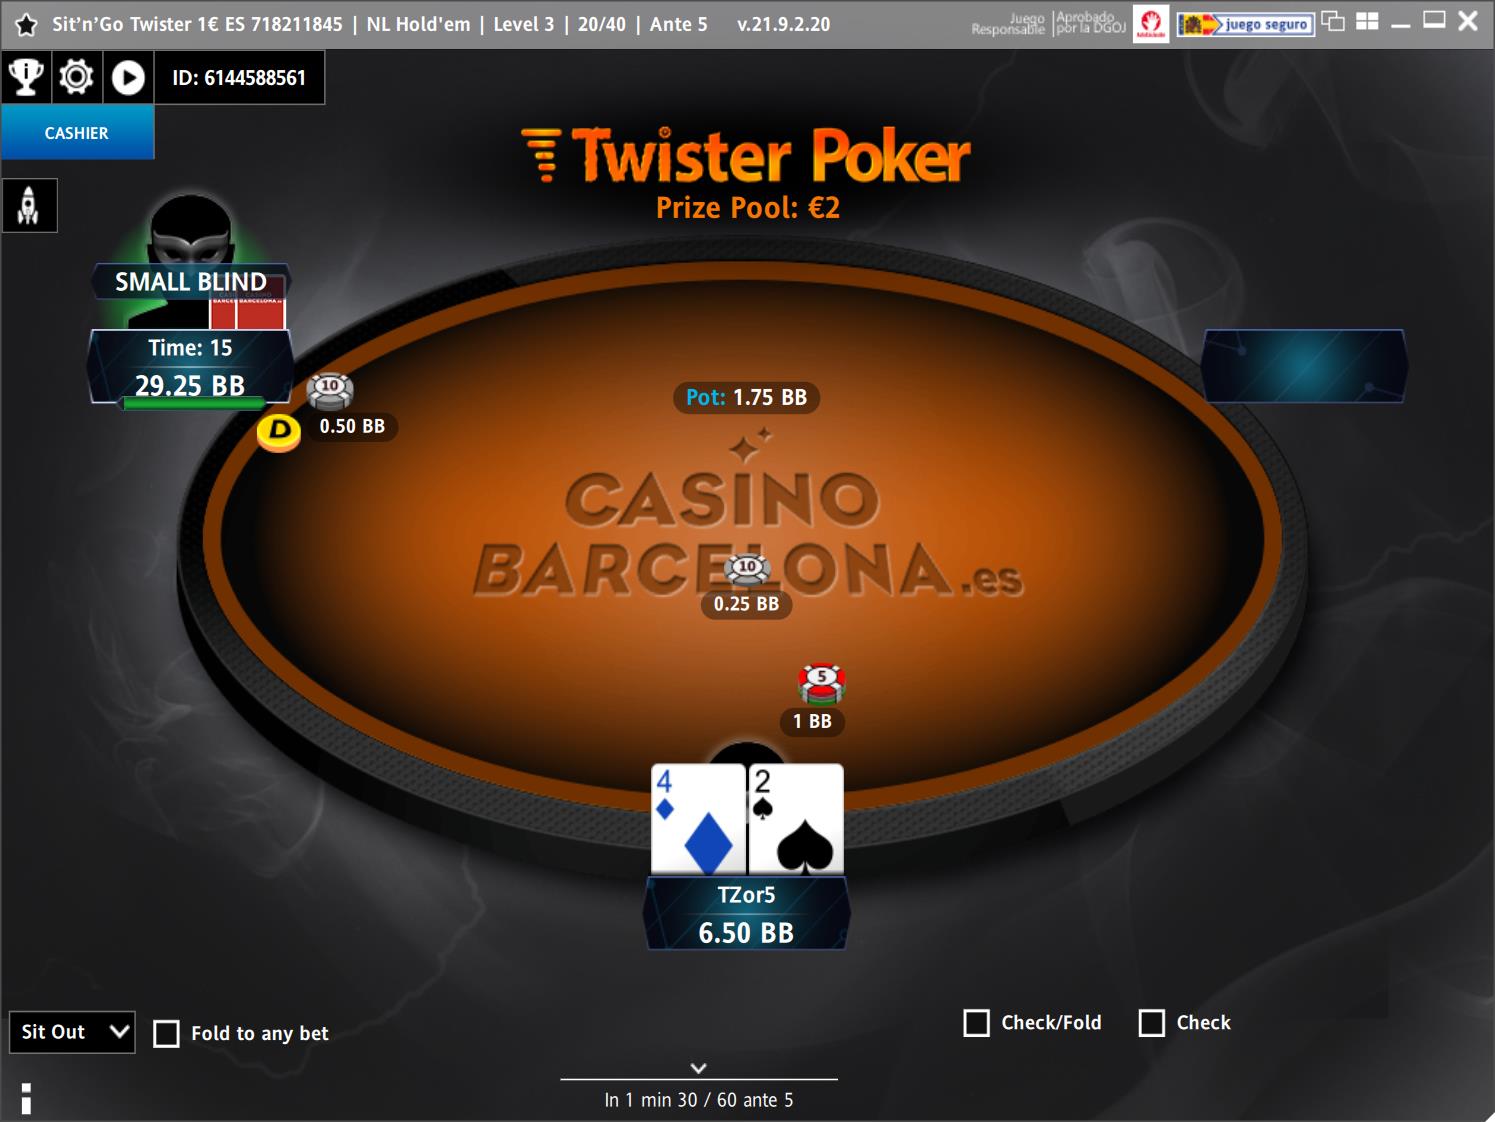 Sit’n’Go Twister 1€ ES 718211845 | NL Hold'em | Level 3 | 20/40 | Ante 5 v.21.9.2.20
Juego Responsable
Aprobado por la DGOJ
juego seguro
ID: 6144588561
CASHIER
Twister Poker
Prize Pool: €2
SMALL BLIND
Time: 15
29.25 BB
10
D
0.50 BB
Pot: 1.75 BB
CASINO
BARCELONA.es
10
0.25 BB
5
1 BB
4
2
TZor5
6.50 BB
Sit Out
Fold to any bet
Check/Fold
Check
In 1 min 30 / 60 ante 5